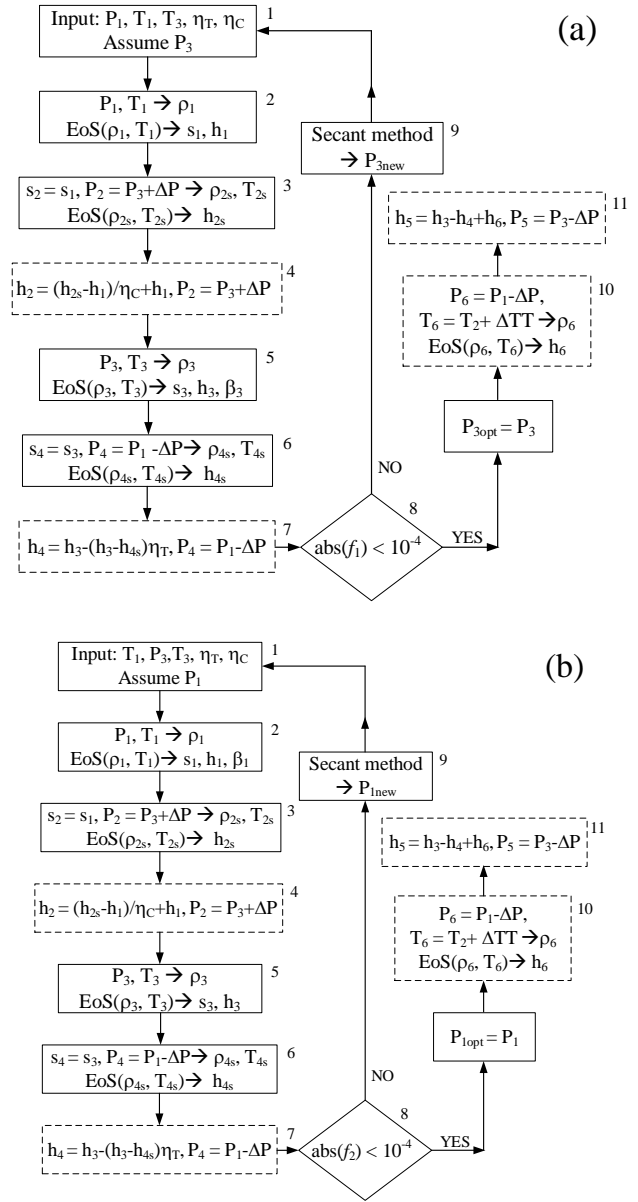 (a)
1
Input: P₁, T₁, T₃, ηT, ηC
Assume P₃
2
P₁, T₁ → ρ₁
EoS(ρ₁, T₁) → s₁, h₁
3
s₂ = s₁, P₂ = P₃+ΔP → ρ₂s, T₂s
EoS(ρ₂s, T₂s) → h₂s
4
h₂ = (h₂s-h₁)/ηC+h₁, P₂ = P₃+ΔP
5
P₃, T₃ → ρ₃
EoS(ρ₃, T₃) → s₃, h₃, β₃
6
s₄ = s₃, P₄ = P₁ -ΔP → ρ₄s, T₄s
EoS(ρ₄s, T₄s) → h₄s
7
h₄ = h₃-(h₃-h₄s)ηT, P₄ = P₁-ΔP
8
abs(f₁) < 10⁻⁴
NO
YES
9
Secant method
→ P₃new
P₃opt = P₃
10
P₆ = P₁-ΔP,
T₆ = T₂+ ΔTT → ρ₆
EoS(ρ₆, T₆) → h₆
11
h₅ = h₃-h₄+h₆, P₅ = P₃-ΔP
(b)
1
Input: T₁, P₃,T₃, ηT, ηC
Assume P₁
2
P₁, T₁ → ρ₁
EoS(ρ₁, T₁) → s₁, h₁, β₁
3
s₂ = s₁, P₂ = P₃+ΔP → ρ₂s, T₂s
EoS(ρ₂s, T₂s) → h₂s
4
h₂ = (h₂s-h₁)/ηC+h₁, P₂ = P₃+ΔP
5
P₃, T₃ → ρ₃
EoS(ρ₃, T₃) → s₃, h₃
6
s₄ = s₃, P₄ = P₁-ΔP → ρ₄s, T₄s
EoS(ρ₄s, T₄s) → h₄s
7
h₄ = h₃-(h₃-h₄s)ηT, P₄ = P₁-ΔP
8
abs(f₂) < 10⁻⁴
NO
YES
9
Secant method
→ P₁new
P₁opt = P₁
10
P₆ = P₁-ΔP,
T₆ = T₂+ ΔTT → ρ₆
EoS(ρ₆, T₆) → h₆
11
h₅ = h₃-h₄+h₆, P₅ = P₃-ΔP